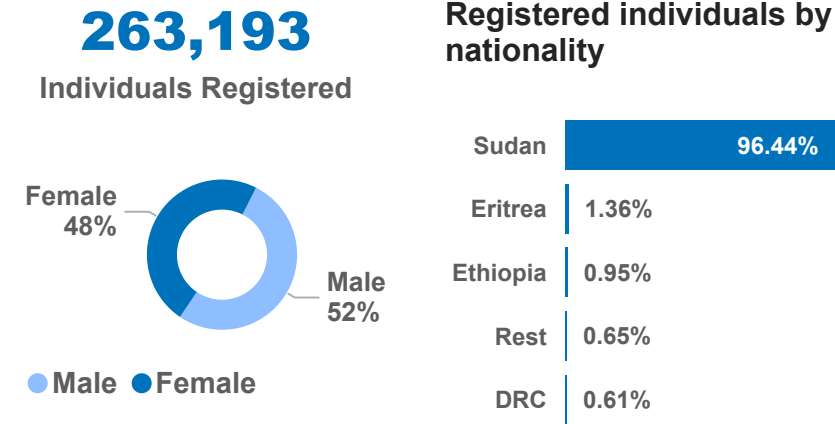 263,193
Individuals Registered
Female
48%
Male
52%
Male Female
Registered individuals by
nationality
Sudan 96.44%
Eritrea 1.36%
Ethiopia 0.95%
Rest 0.65%
DRC 0.61%